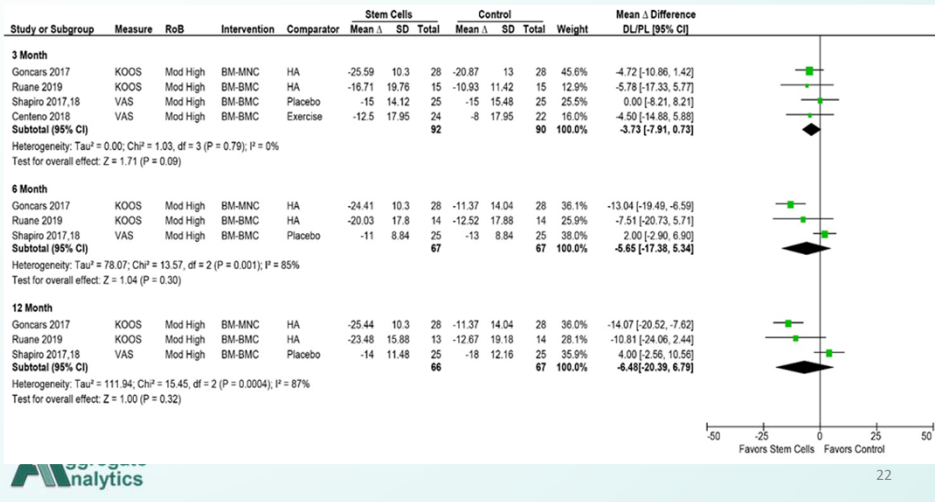 Stem Cells Control Mean Δ Difference
Study or Subgroup Measure RoB Intervention Comparator Mean Δ SD Total Mean Δ SD Total Weight DL/PL [95% CI]
3 Month
Goncars 2017 KOOS Mod High BM-MNC HA -25.59 10.3 28 -20.87 13 28 45.6% -4.72 [-10.86, 1.42]
Ruane 2019 KOOS Mod High BM-BMC HA -16.71 19.76 15 -10.93 11.42 15 12.9% -5.78 [-17.33, 5.77]
Shapiro 2017,18 VAS Mod High BM-BMC Placebo -15 14.12 25 -15 15.48 25 25.5% 0.00 [-8.21, 8.21]
Centeno 2018 VAS Mod High BM-BMC Exercise -12.5 17.95 24 -8 17.95 22 16.0% -4.50 [-14.88, 5.88]
Subtotal (95% CI) 92 90 100.0% -3.73 [-7.91, 0.73]
Heterogeneity: Tau² = 0.00; Chi² = 1.03, df = 3 (P = 0.79); I² = 0%
Test for overall effect: Z = 1.71 (P = 0.09)
6 Month
Goncars 2017 KOOS Mod High BM-MNC HA -24.41 10.3 28 -11.37 14.04 28 36.1% -13.04 [-19.49, -6.59]
Ruane 2019 KOOS Mod High BM-BMC HA -20.03 17.8 14 -12.52 17.88 14 25.9% -7.51 [-20.73, 5.71]
Shapiro 2017,18 VAS Mod High BM-BMC Placebo -11 8.84 25 -13 8.84 25 38.0% 2.00 [-2.90, 6.90]
Subtotal (95% CI) 67 67 100.0% -5.65 [-17.38, 5.34]
Heterogeneity: Tau² = 78.07; Chi² = 13.57, df = 2 (P = 0.001); I² = 85%
Test for overall effect: Z = 1.04 (P = 0.30)
12 Month
Goncars 2017 KOOS Mod High BM-MNC HA -25.44 10.3 28 -11.37 14.04 28 36.0% -14.07 [-20.52, -7.62]
Ruane 2019 KOOS Mod High BM-BMC HA -23.48 15.88 13 -12.67 19.18 14 28.1% -10.81 [-24.06, 2.44]
Shapiro 2017,18 VAS Mod High BM-BMC Placebo -14 11.48 25 -18 12.16 25 35.9% 4.00 [-2.56, 10.56]
Subtotal (95% CI) 66 67 100.0% -6.48[-20.39, 6.79]
Heterogeneity: Tau² = 111.94; Chi² = 15.45, df = 2 (P = 0.0004); I² = 87%
Test for overall effect: Z = 1.00 (P = 0.32)
-50 -25 0 25 50
Favors Stem Cells Favors Control
Analytics
22